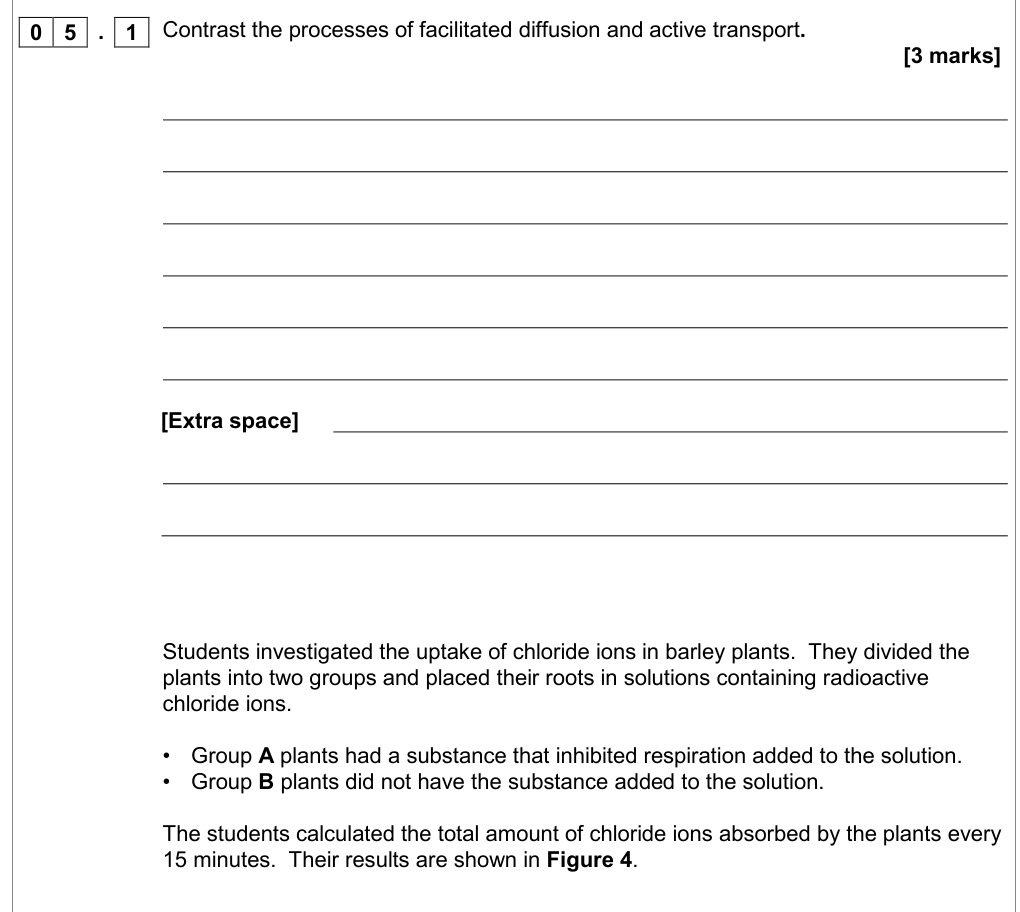 05.1 Contrast the processes of facilitated diffusion and active transport.
[3 marks]
[Extra space]
Students investigated the uptake of chloride ions in barley plants. They divided the
plants into two groups and placed their roots in solutions containing radioactive
chloride ions.
• Group A plants had a substance that inhibited respiration added to the solution.
• Group B plants did not have the substance added to the solution.
The students calculated the total amount of chloride ions absorbed by the plants every
15 minutes. Their results are shown in Figure 4.